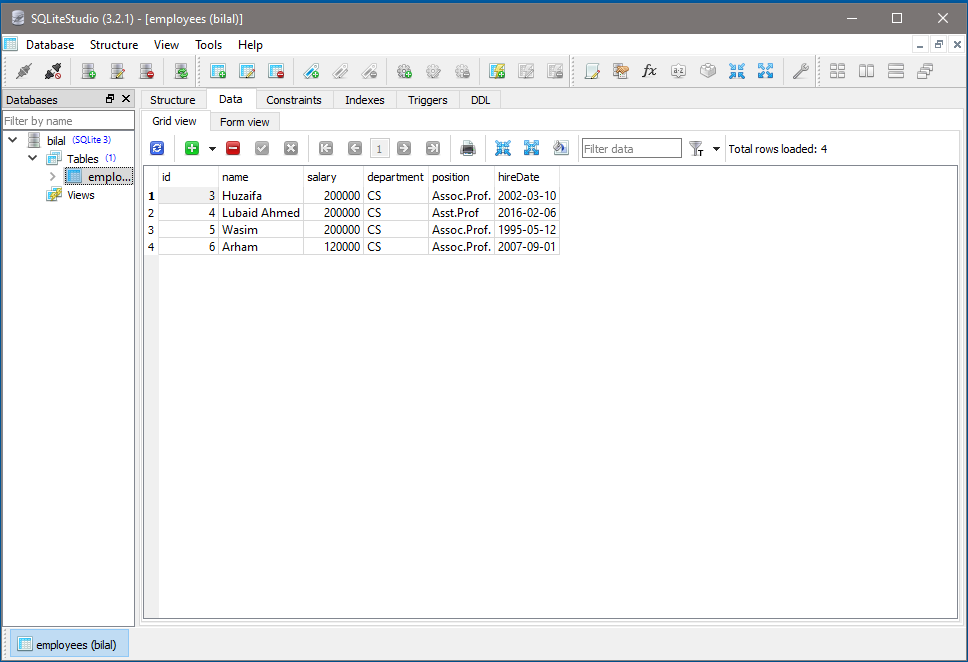 SQLiteStudio (3.2.1) - [employees (bilal)]
Database Structure View Tools Help
Databases
Filter by name
bilal (SQLite 3)
Tables (1)
emplo...
Views
Structure Data Constraints Indexes Triggers DDL
Grid view Form view
1 Filter data Total rows loaded: 4
id name salary department position hireDate
1 3 Huzaifa 200000 CS Assoc.Prof. 2002-03-10
2 4 Lubaid Ahmed 200000 CS Asst.Prof 2016-02-06
3 5 Wasim 200000 CS Assoc.Prof. 1995-05-12
4 6 Arham 120000 CS Assoc.Prof. 2007-09-01
employees (bilal)